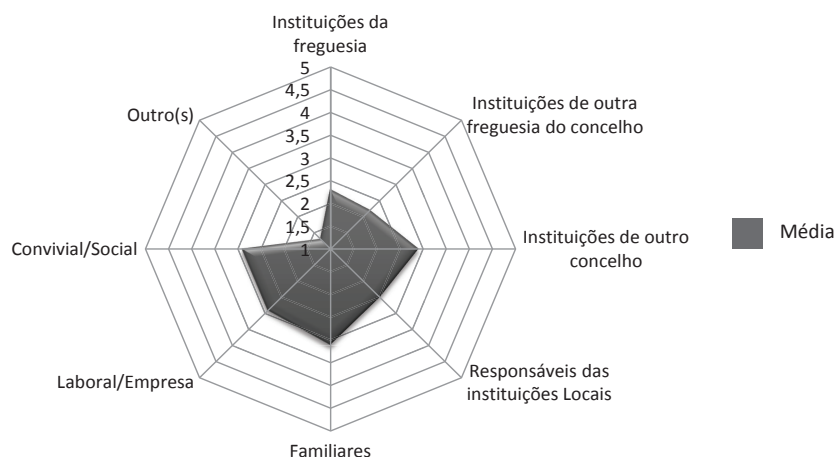 Instituições da
freguesia
5
4,5
4
3,5
3
2,5
2
1,5
1
Instituições de outra
freguesia do concelho
Instituições de outro
concelho
Responsáveis das
instituições Locais
Familiares
Laboral/Empresa
Convivial/Social
Outro(s)
Média